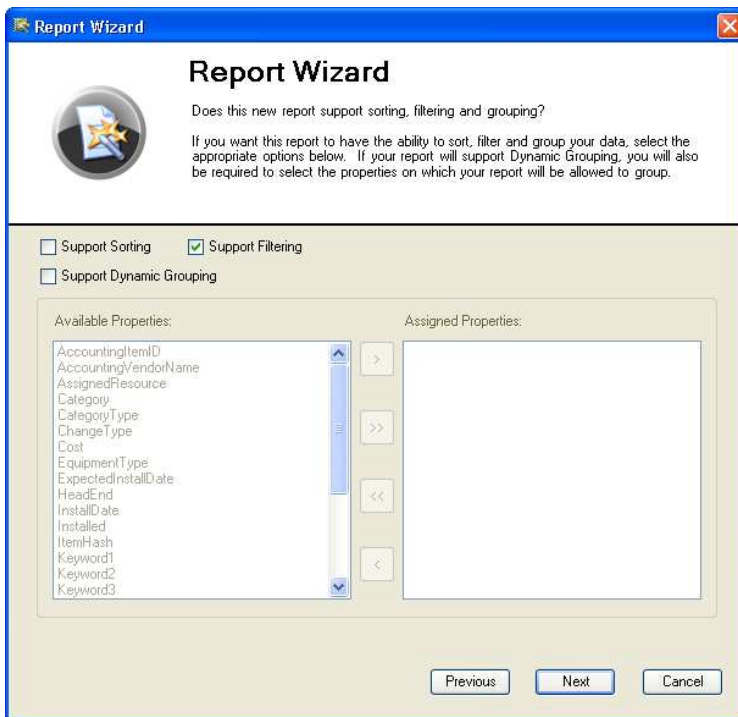 Report Wizard
Report Wizard
Does this new report support sorting, filtering and grouping?
If you want this report to have the ability to sort, filter and group your data, select the
appropriate options below. If your report will support Dynamic Grouping, you will also
be required to select the properties on which your report will be allowed to group.
Support Sorting
Support Filtering
Support Dynamic Grouping
Available Properties:
Assigned Properties:
AccountingItemID
AccountingVendorName
AssignedResource
Category
CategoryType
ChangeType
Cost
EquipmentType
ExpectedInstallDate
HeadEnd
InstallDate
Installed
ItemHash
Keyword1
Keyword2
Keyword3
>
>>
<<
<
Previous
Next
Cancel